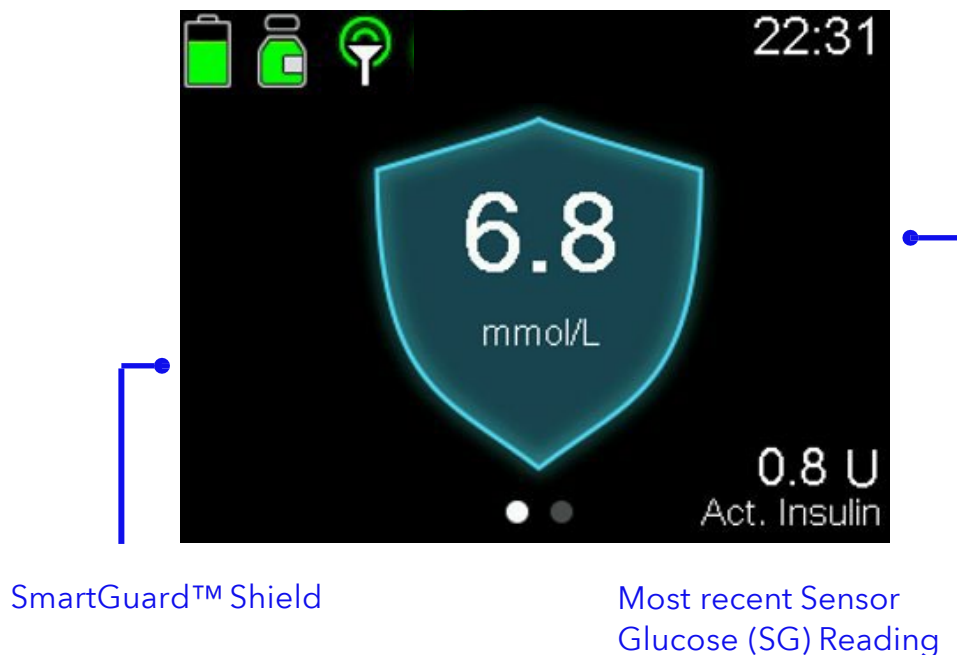 22:31
6.8
mmol/L
0.8 U
Act. Insulin
SmartGuard™ Shield
Most recent Sensor
Glucose (SG) Reading